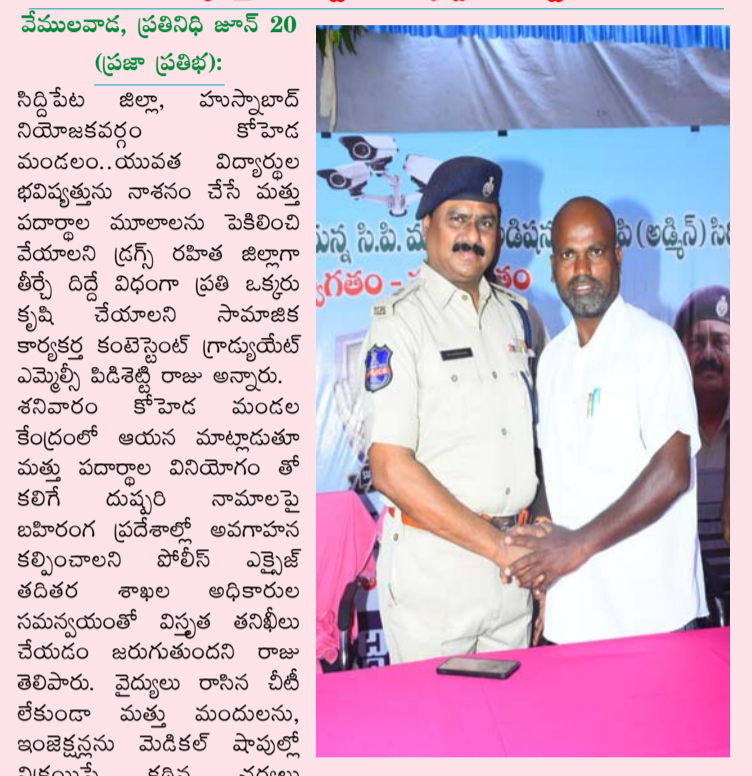 వేములవాడ, ప్రతినిధి జూన్ 20
(ప్రజా ప్రతిభ):
సిద్దిపేట జిల్లా, హుస్నాబాద్
నియోజకవర్గం కోహెడ
మండలం..యువత విద్యార్థుల
భవిష్యత్తును నాశనం చేసే మత్తు
పదార్థాల మూలాలను పెకిలించి
వేయాలని డ్రగ్స్ రహిత జిల్లాగా
తీర్చే దిద్దే విధంగా ప్రతి ఒక్కరు
కృషి చేయాలని సామాజిక
కార్యకర్త కంటెస్టెంట్ గ్రాడ్యుయేట్
ఎమ్మెల్సీ పిడిశెట్టి రాజు అన్నారు.
శనివారం కోహెడ మండల
కేంద్రంలో ఆయన మాట్లాడుతూ
మత్తు పదార్థాల వినియోగం తో
కలిగే దుష్పరి నామాలపై
బహిరంగ ప్రదేశాల్లో అవగాహన
కల్పించాలని పోలీస్ ఎక్సైజ్
తదితర శాఖల అధికారుల
సమన్వయంతో విస్తృత తనిఖీలు
చేయడం జరుగుతుందని రాజు
తెలిపారు. వైద్యులు రాసిన చీటీ
లేకుండా మత్తు మందులను,
ఇంజెక్షన్లను మెడికల్ షాపుల్లో
సి.పి.
(అడ్మిన్)